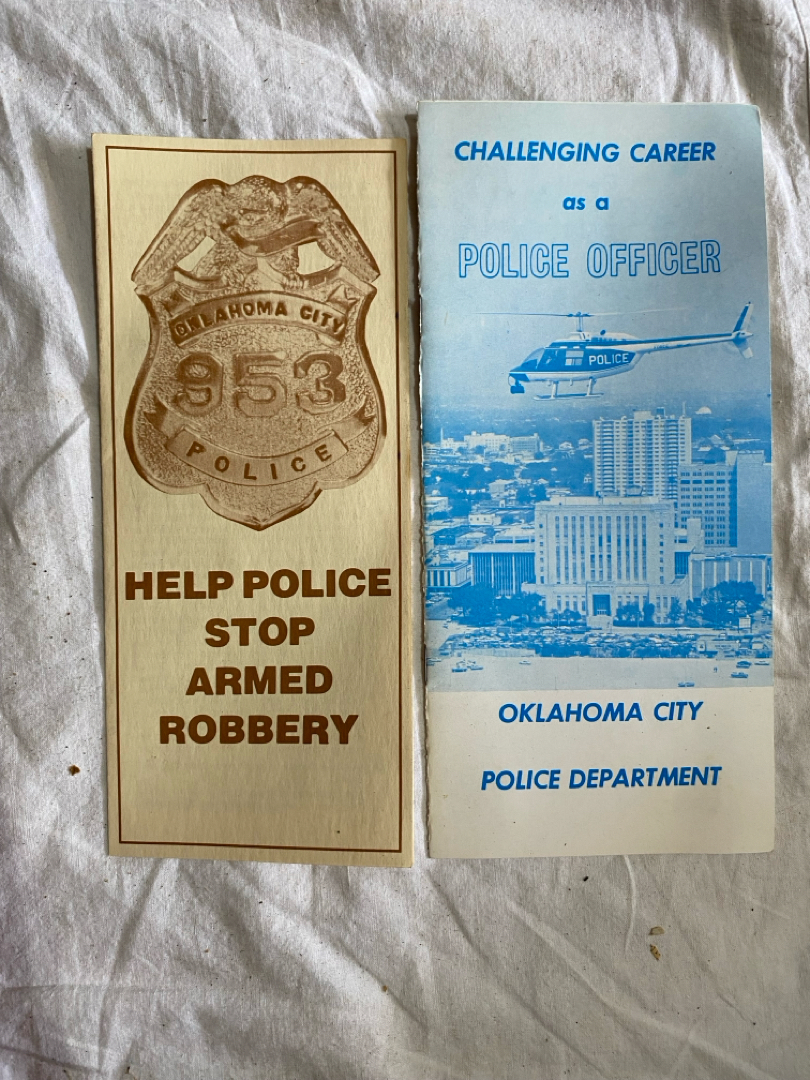 OKLAHOMA CITY
953
POLICE
HELP POLICE
STOP
ARMED
ROBBERY
CHALLENGING CAREER
as a
POLICE OFFICER
POLICE
OKLAHOMA CITY
POLICE DEPARTMENT